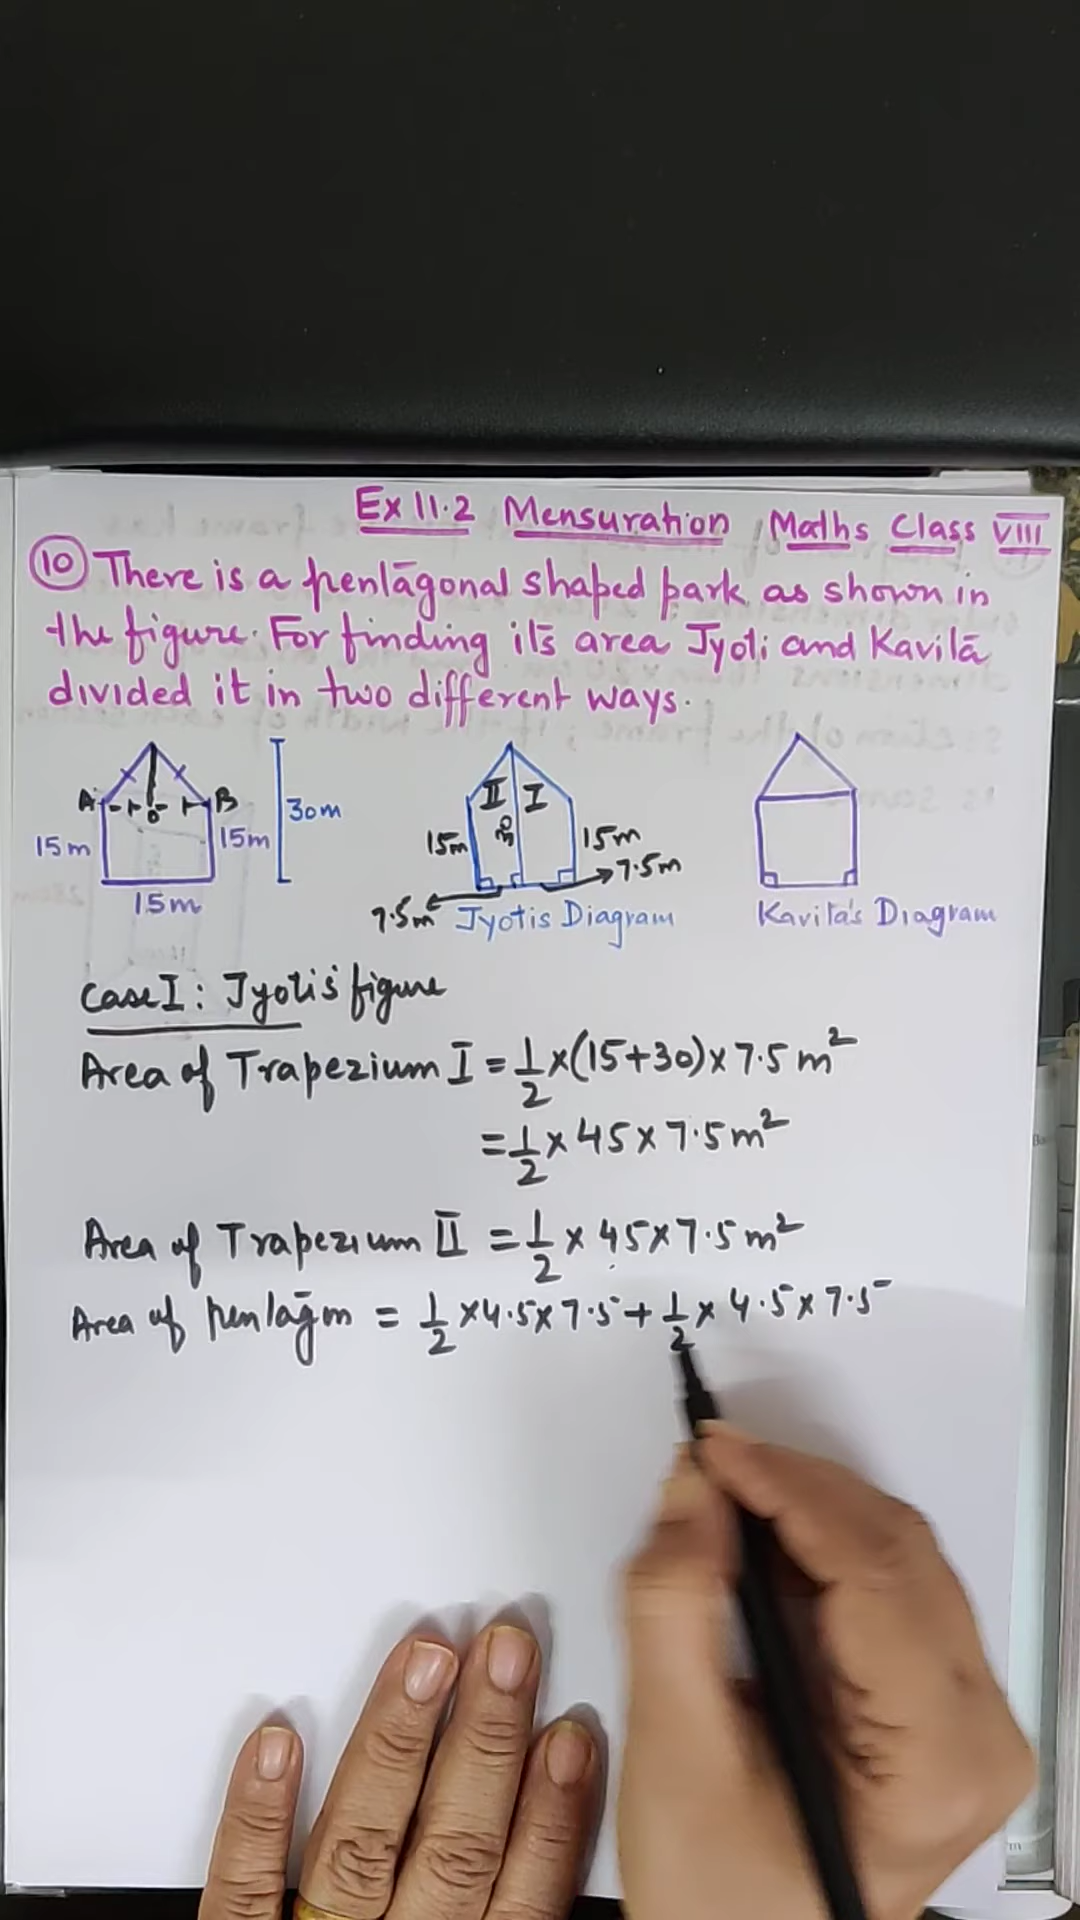 Ex 11.2 Mensuration Maths Class VIII
10 There is a pentagonal shaped park as shown in
the figure. For finding its area Jyoti and Kavita
divided it in two different ways.
A O B
15m 15m 30m
15m
II I
15m 30 m 15m
7.5m 7.5m
Jyotis Diagram
Kavita's Diagram
Case I : Jyoti's figure
Area of Trapezium I = 1/2 × (15+30) × 7.5 m²
= 1/2 × 45 × 7.5 m²
Area of Trapezium II = 1/2 × 45 × 7.5 m²
Area of pentagon = 1/2 × 4.5 × 7.5 + 1/2 × 4.5 × 7.5